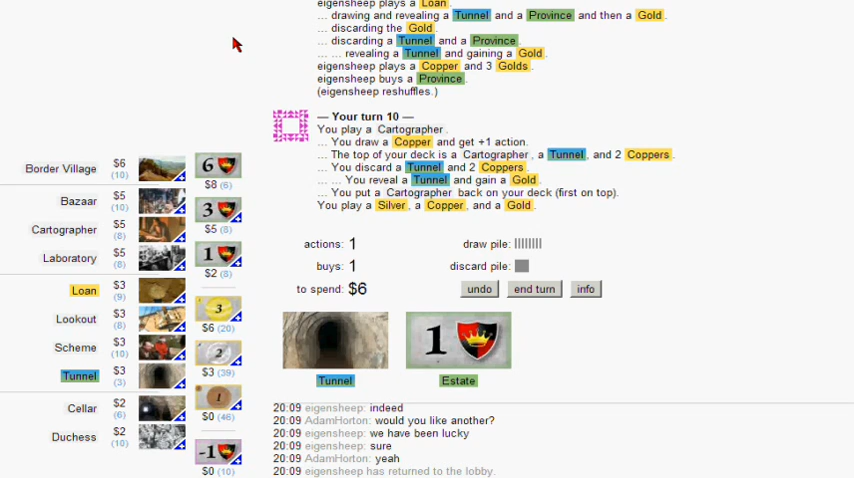 eigensheep plays a Loan.
... drawing and revealing a Tunnel and a Province and then a Gold.
... discarding the Gold.
... discarding a Tunnel and a Province.
... ... revealing a Tunnel and gaining a Gold.
eigensheep plays a Copper and 3 Golds.
eigensheep buys a Province.
(eigensheep reshuffles.)
— Your turn 10 —
You play a Cartographer.
... You draw a Copper and get +1 action.
... The top of your deck is a Cartographer, a Tunnel, and 2 Coppers.
... You discard a Tunnel and 2 Coppers.
... ... You reveal a Tunnel and gain a Gold.
... You put a Cartographer back on your deck (first on top).
You play a Silver, a Copper, and a Gold.
actions: 1 draw pile:
buys: 1 discard pile:
to spend: $6 undo end turn info
1
Tunnel Estate
Border Village $6 (10)
Bazaar $5 (10)
Cartographer $5 (8)
Laboratory $5 (8)
Loan $3 (9)
Lookout $3 (8)
Scheme $3 (10)
Tunnel $3 (3)
Cellar $2 (6)
Duchess $2 (10)
6
$8 (6)
3
$5 (8)
1
$2 (8)
3
$6 (20)
2
$3 (39)
1
$0 (46)
-1
$0 (10)
20:09 eigensheep: indeed
20:09 AdamHorton: would you like another?
20:09 eigensheep: we have been lucky
20:09 eigensheep: sure
20:09 AdamHorton: yeah
20:09 eigensheep has returned to the lobby.